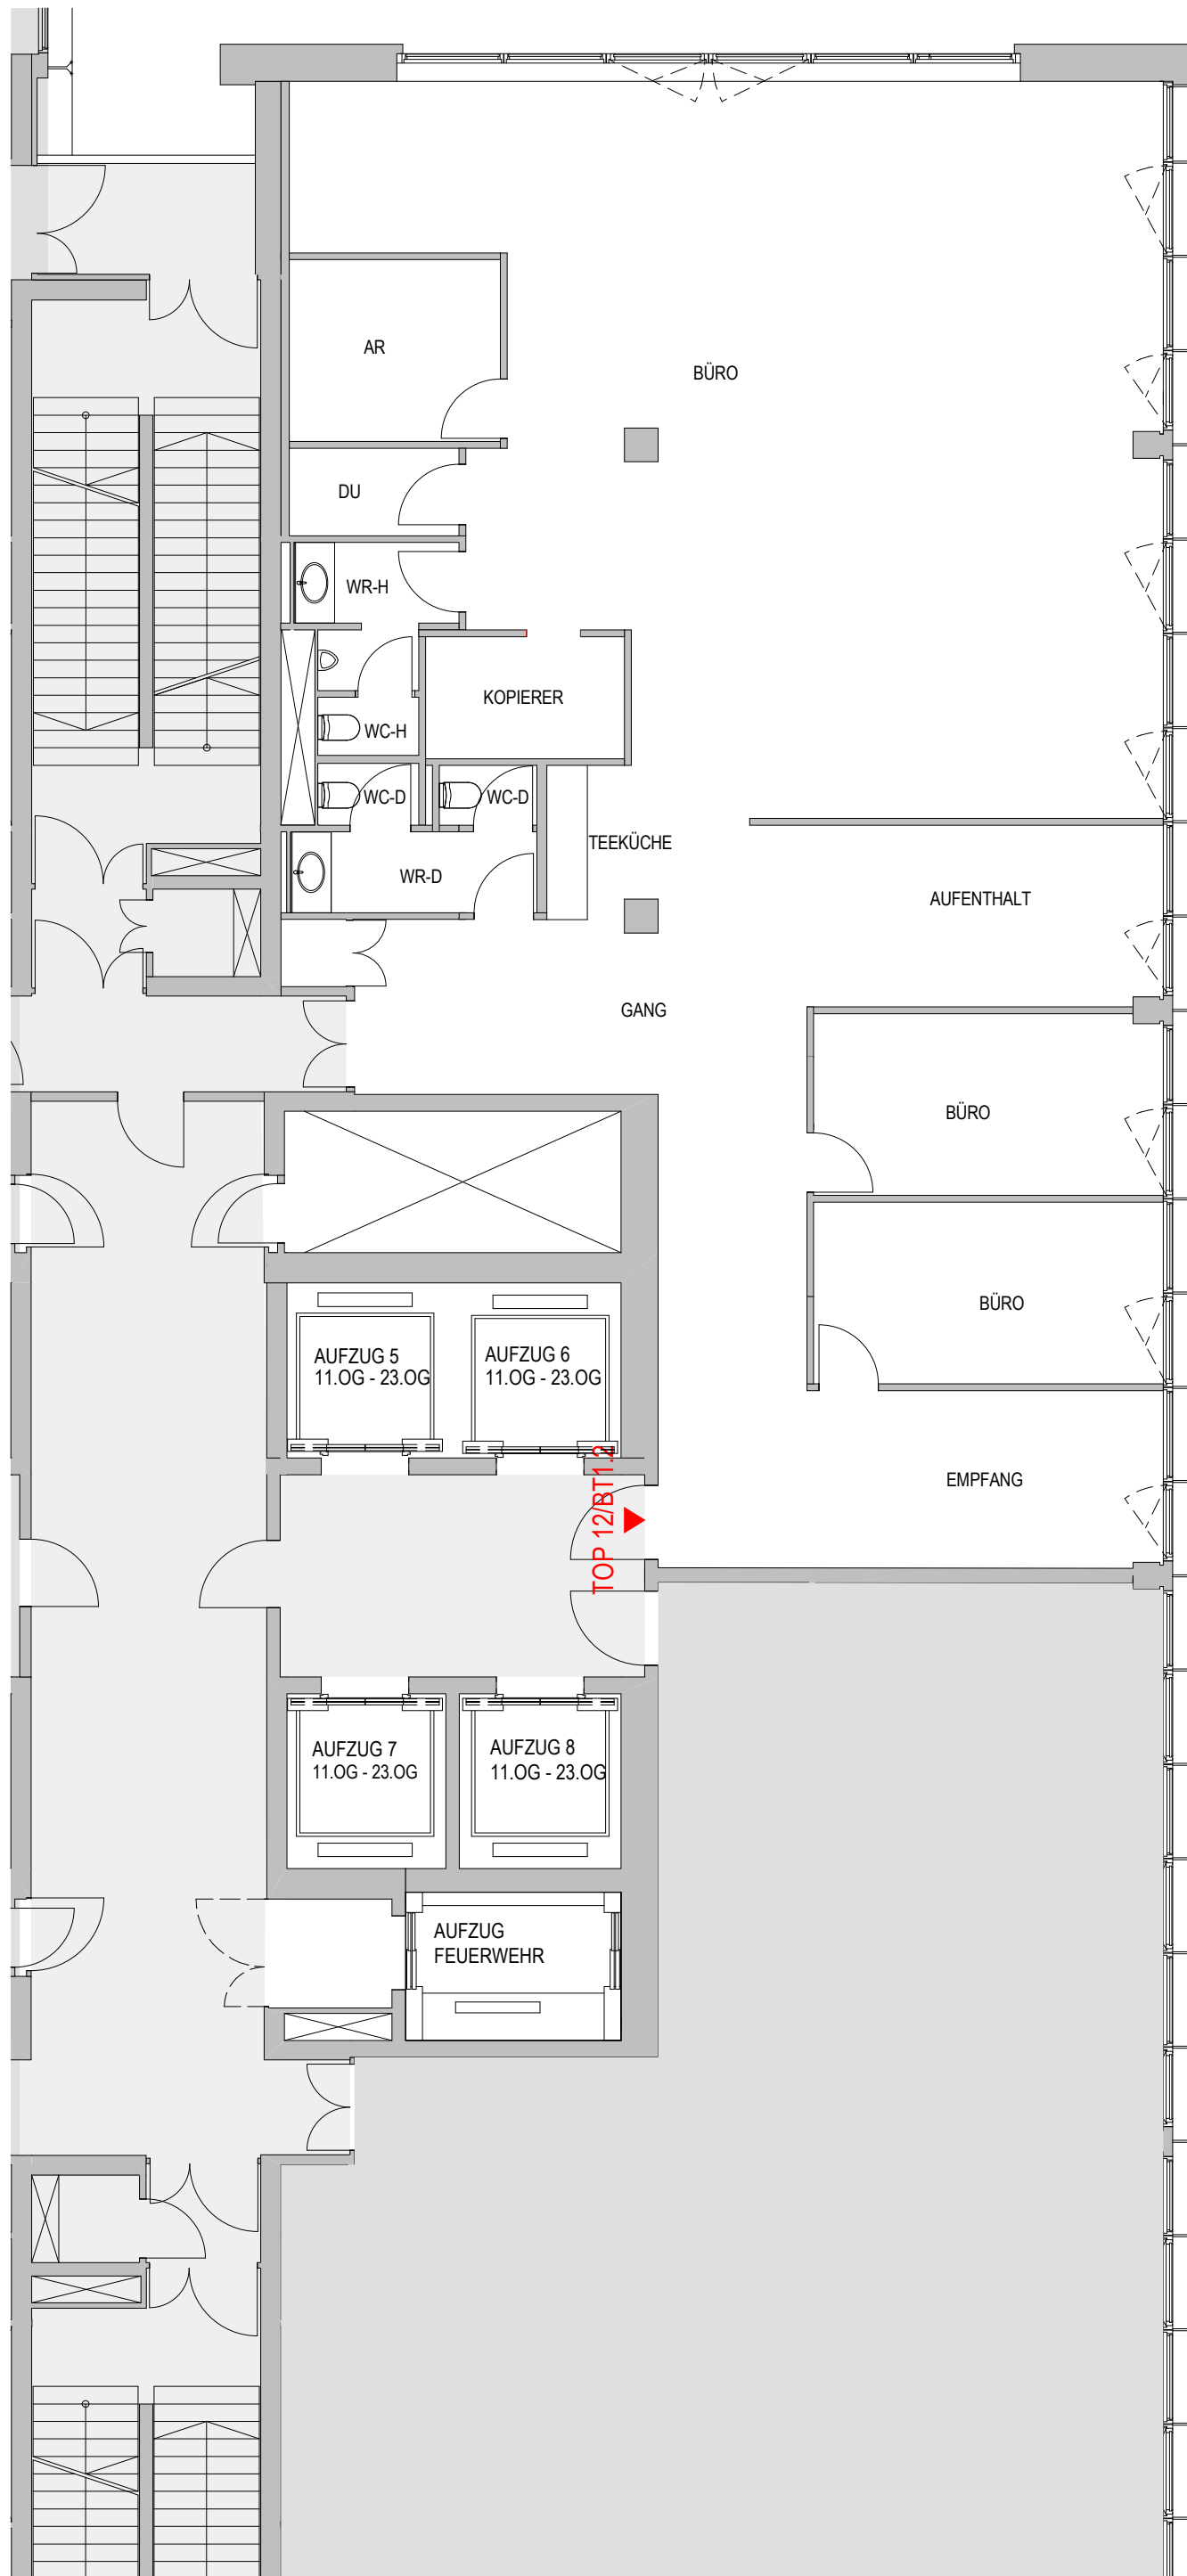 AR
BÜRO
DU
WR-H
KOPIERER
WC-H
WC-D
WC-D
TEEKÜCHE
WR-D
AUFENTHALT
GANG
BÜRO
BÜRO
AUFZUG 5
11.OG - 23.OG
AUFZUG 6
11.OG - 23.OG
EMPFANG
TOP 12/BT1.2
AUFZUG 7
11.OG - 23.OG
AUFZUG 8
11.OG - 23.OG
AUFZUG
FEUERWEHR